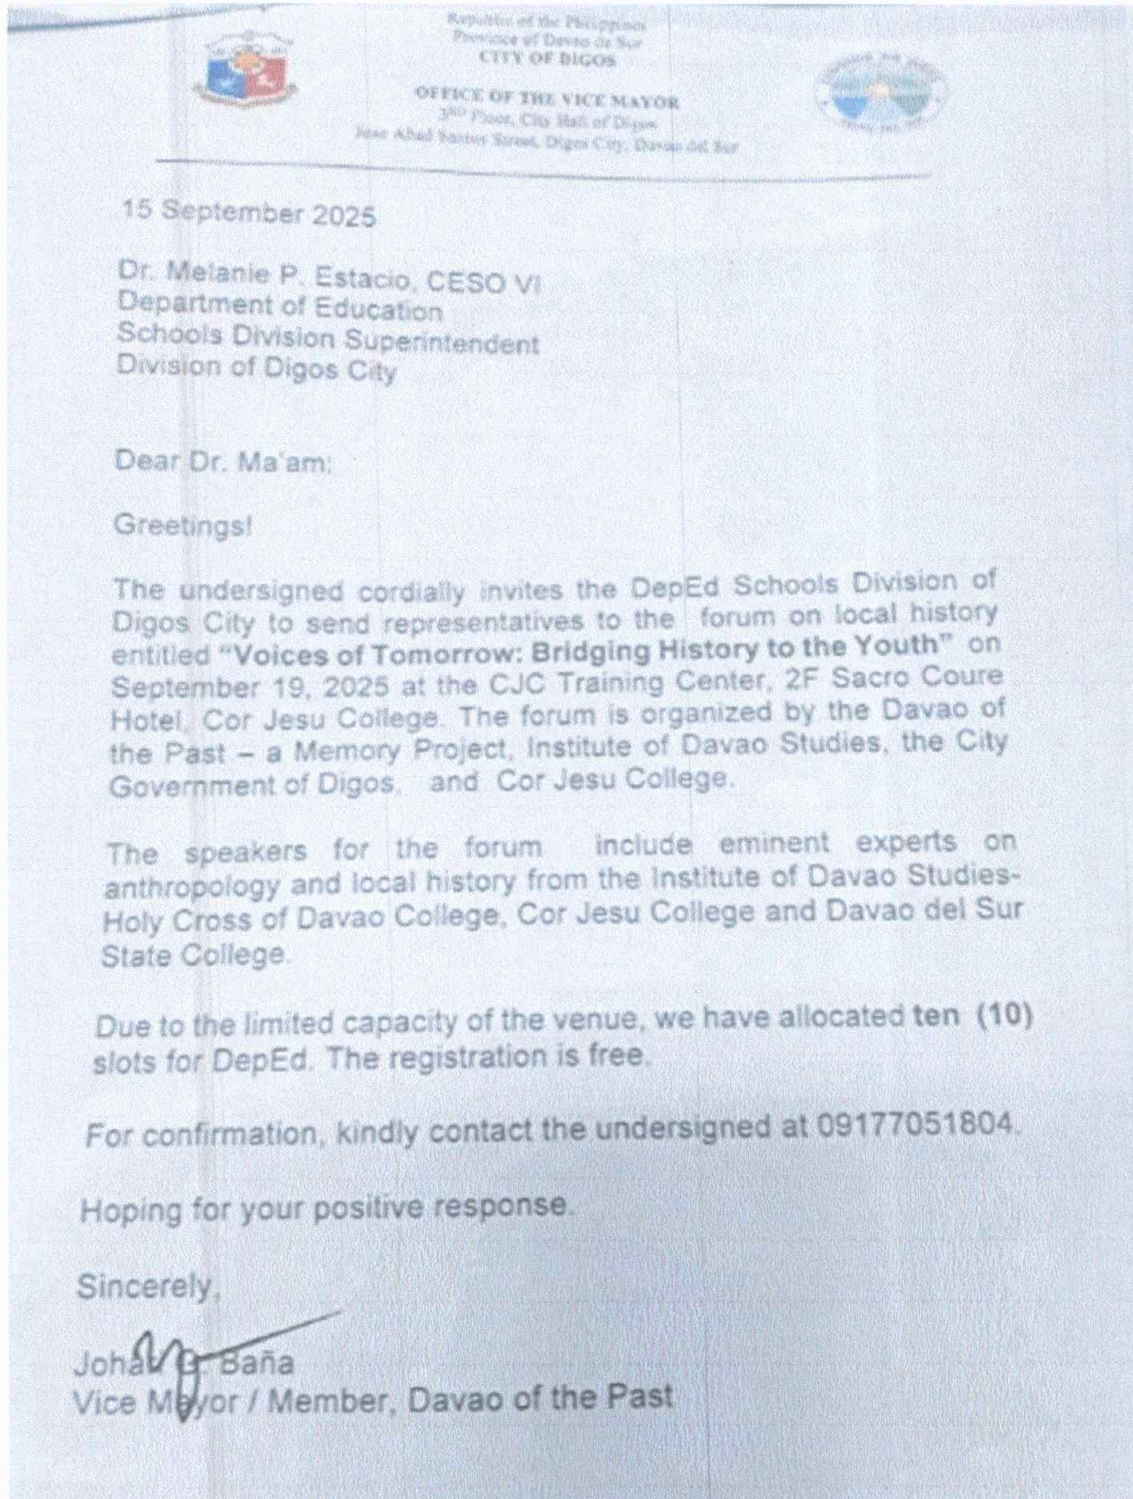 Republic of the Philippines
Province of Davao de Sur
CITY OF DIGOS
OFFICE OF THE VICE MAYOR
3RD Floor, City Hall of Digos
Jose Abad Santos Street, Digos City, Davao del Sur
15 September 2025
Dr. Melanie P. Estacio, CESO VI
Department of Education
Schools Division Superintendent
Division of Digos City
Dear Dr. Ma'am:
Greetings!
The undersigned cordially invites the DepEd Schools Division of
Digos City to send representatives to the forum on local history
entitled “Voices of Tomorrow: Bridging History to the Youth” on
September 19, 2025 at the CJC Training Center, 2F Sacro Coure
Hotel, Cor Jesu College. The forum is organized by the Davao of
the Past – a Memory Project, Institute of Davao Studies, the City
Government of Digos, and Cor Jesu College.
The speakers for the forum include eminent experts on
anthropology and local history from the Institute of Davao Studies-
Holy Cross of Davao College, Cor Jesu College and Davao del Sur
State College.
Due to the limited capacity of the venue, we have allocated ten (10)
slots for DepEd. The registration is free.
For confirmation, kindly contact the undersigned at 09177051804.
Hoping for your positive response.
Sincerely,
Baña
Vice Mayor / Member, Davao of the Past